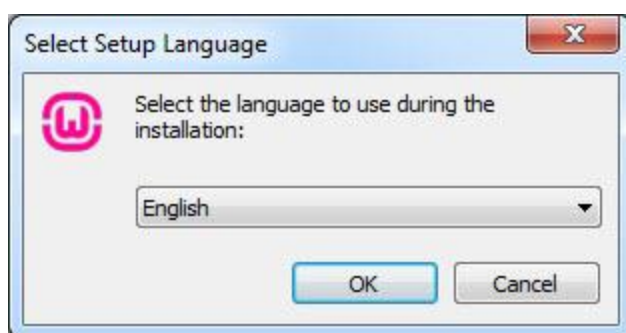 Select Setup Language
Select the language to use during the
installation:
English
OK
Cancel